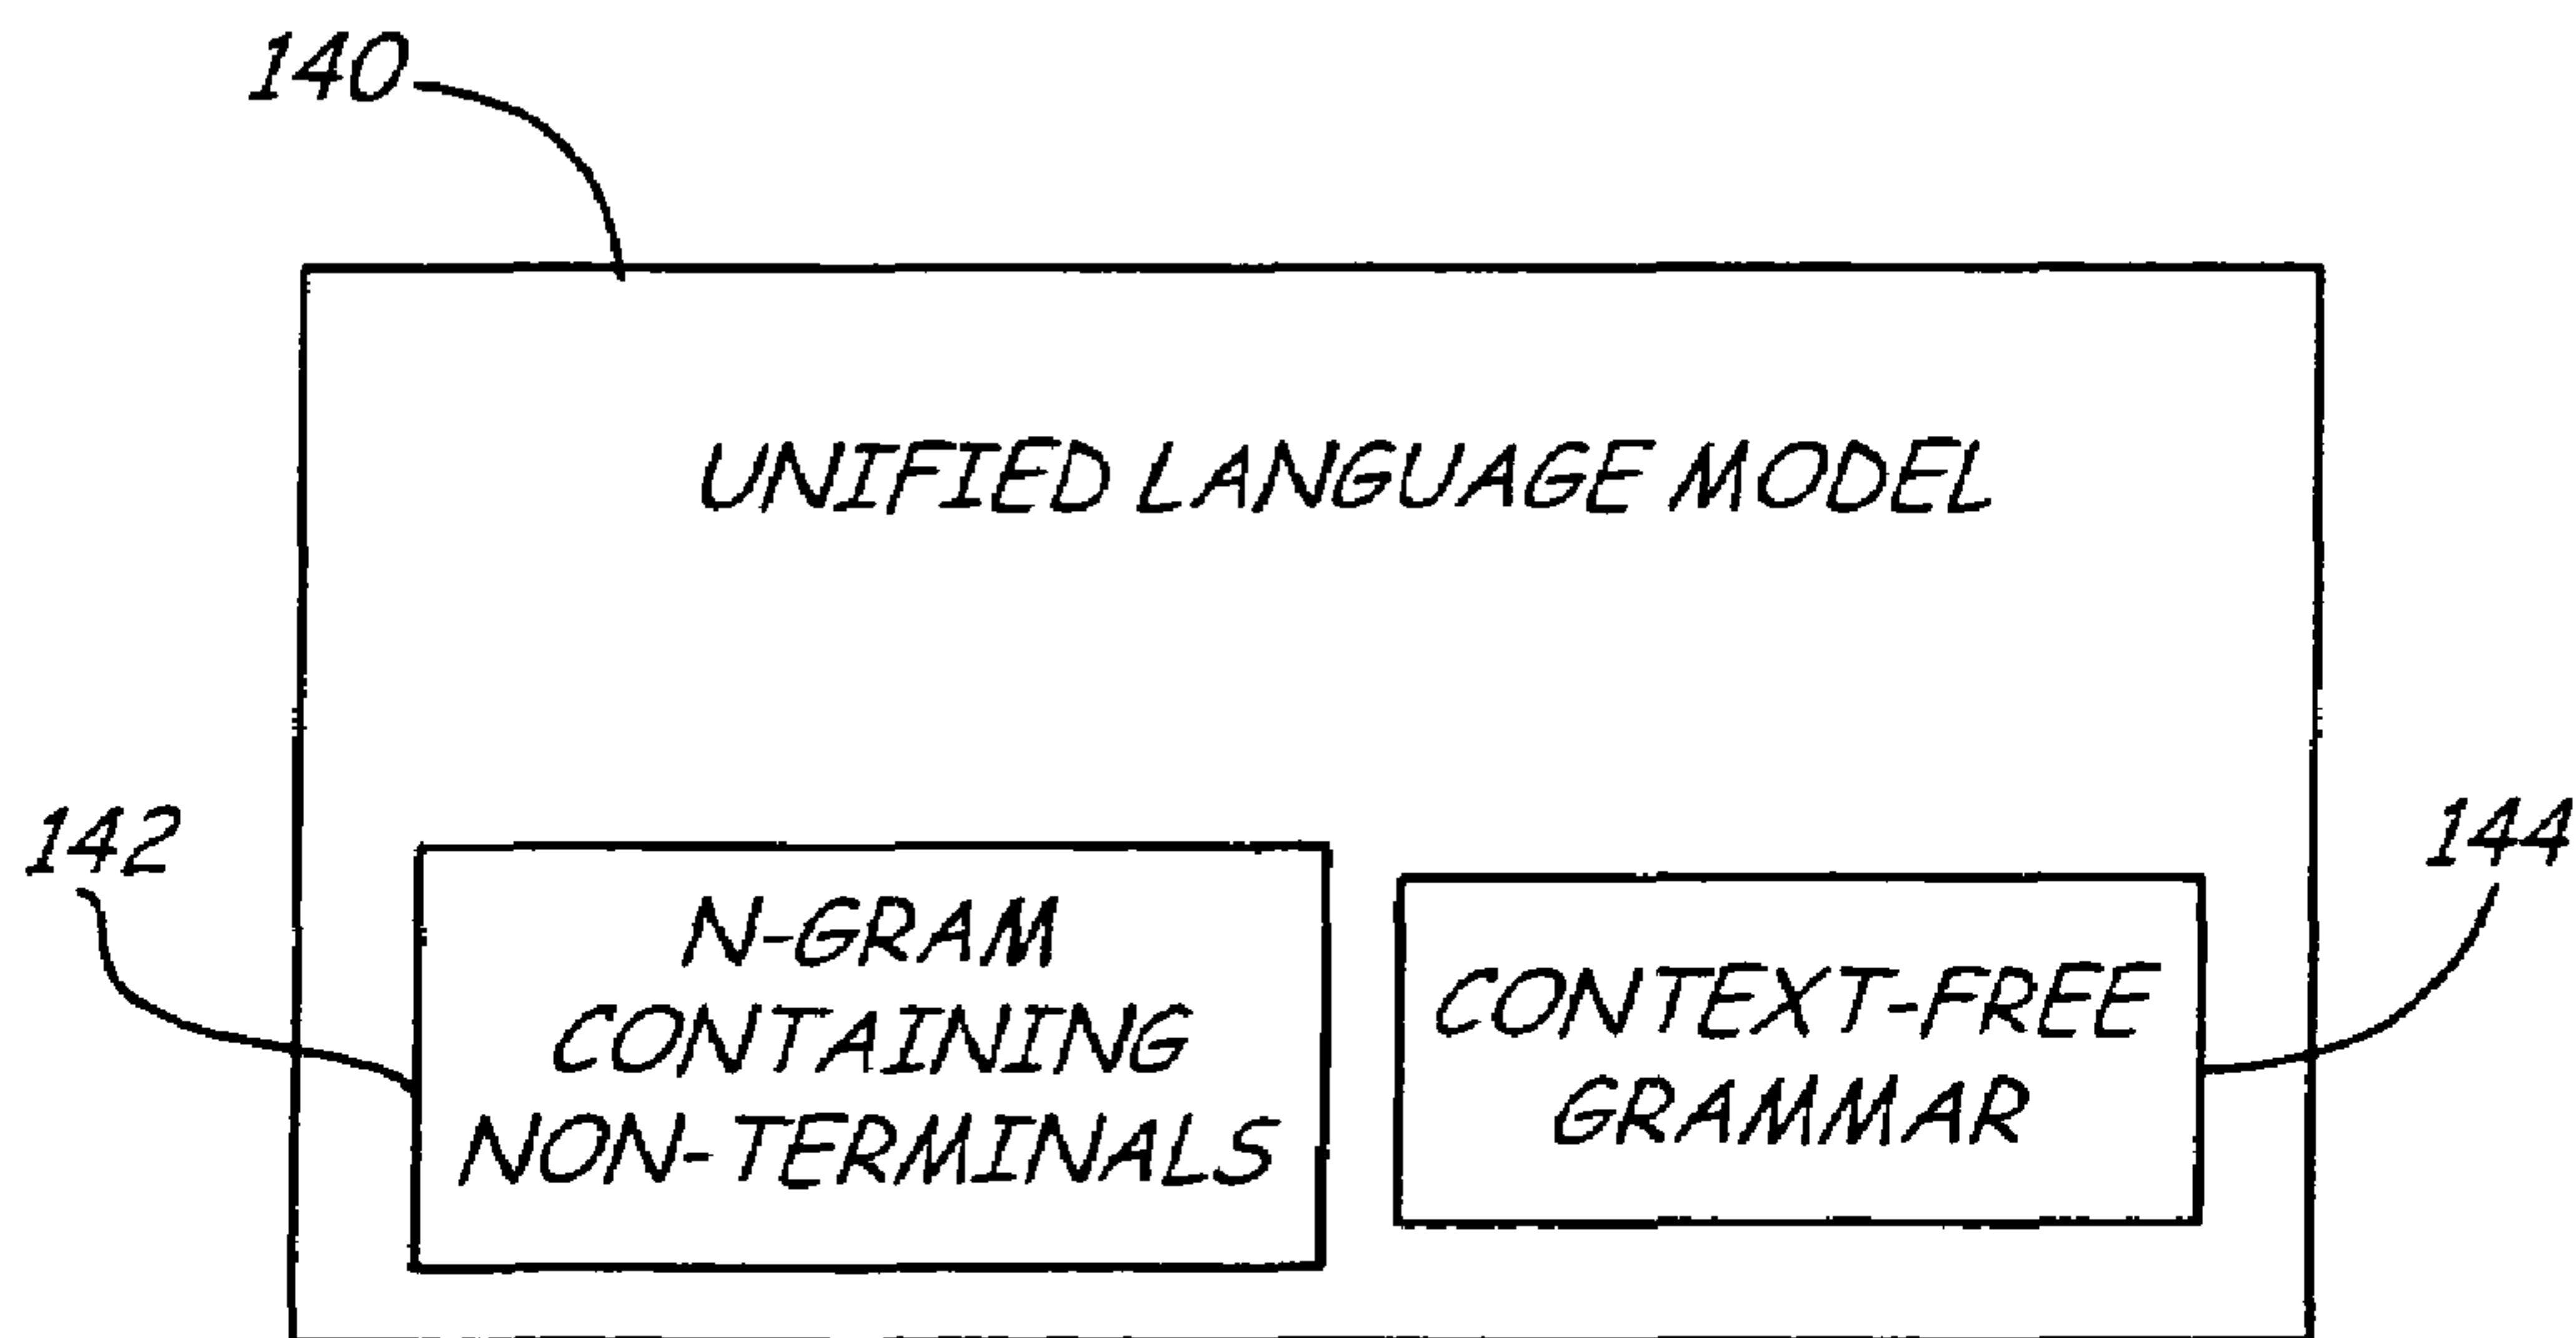 140
UNIFIED LANGUAGE MODEL
142
144
N-GRAM
CONTAINING
NON-TERMINALS
CONTEXT-FREE
GRAMMAR